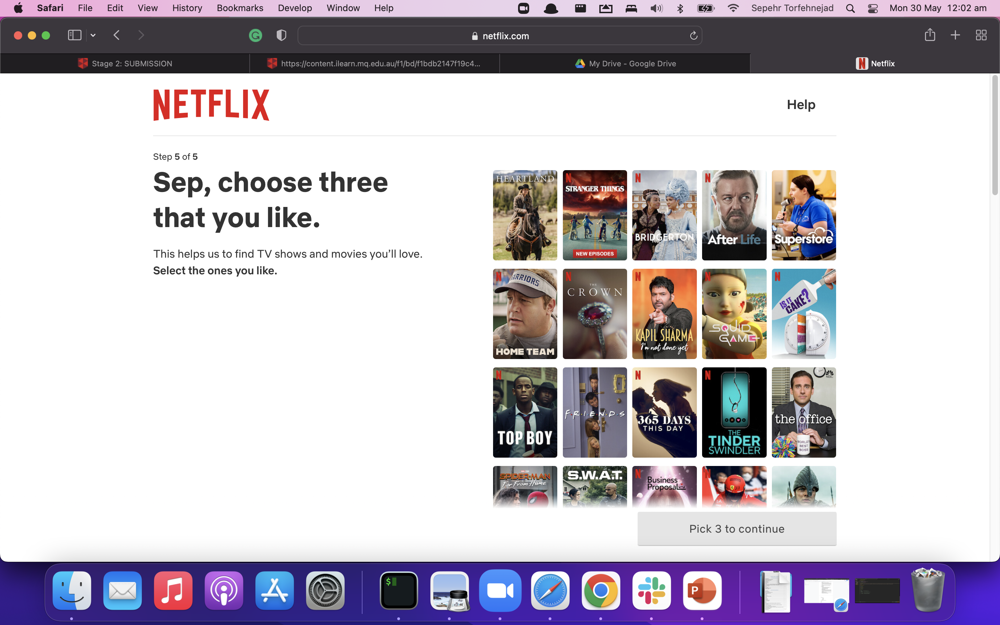 Safari File Edit View History Bookmarks Develop Window Help Sepehr Torfehnejad Mon 30 May 12:02 am
netflix.com
Stage 2: SUBMISSION https://content.ilearn.mq.edu.au/f1/bd/f1bdb2147f19c4... My Drive - Google Drive Netflix
NETFLIX
Help
Step 5 of 5
Sep, choose three
that you like.
This helps us to find TV shows and movies you’ll love.
Select the ones you like.
HEARTLAND
STRANGER THINGS
NEW EPISODES
BRIDGERTON
After Life
Superstore
HOME TEAM
THE
CROWN
KAPIL SHARMA
I'm not done yet
SQUID
GAME
IS IT
CAKE?
TOP BOY
F·R·I·E·N·D·S
365 DAYS
THIS DAY
THE
TINDER
SWINDLER
NBC
the office
WORLD'S
BEST
BOSS
SPIDER-MAN
Far From Home
S.W.A.T.
Business
Proposal
Pick 3 to continue
$
P